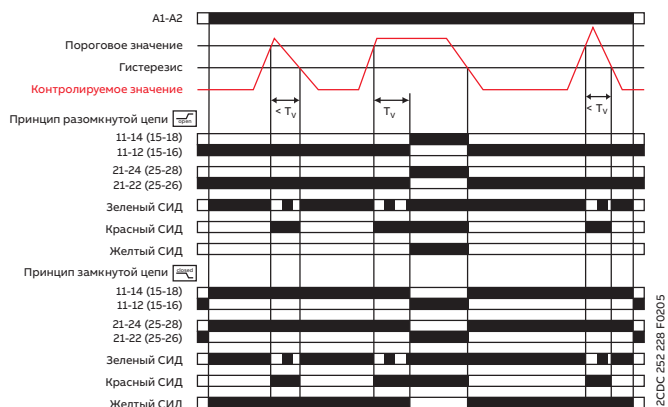 A1-A2
Пороговое значение
Гистерезис
Контролируемое значение
< Tv
Tv
< Tv
Принцип разомкнутой цепи open
11-14 (15-18)
11-12 (15-16)
21-24 (25-28)
21-22 (25-26)
Зеленый СИД
Красный СИД
Желтый СИД
Принцип замкнутой цепи closed
11-14 (15-18)
11-12 (15-16)
21-24 (25-28)
21-22 (25-26)
Зеленый СИД
Красный СИД
Желтый СИД
2CDC 252 228 F0205